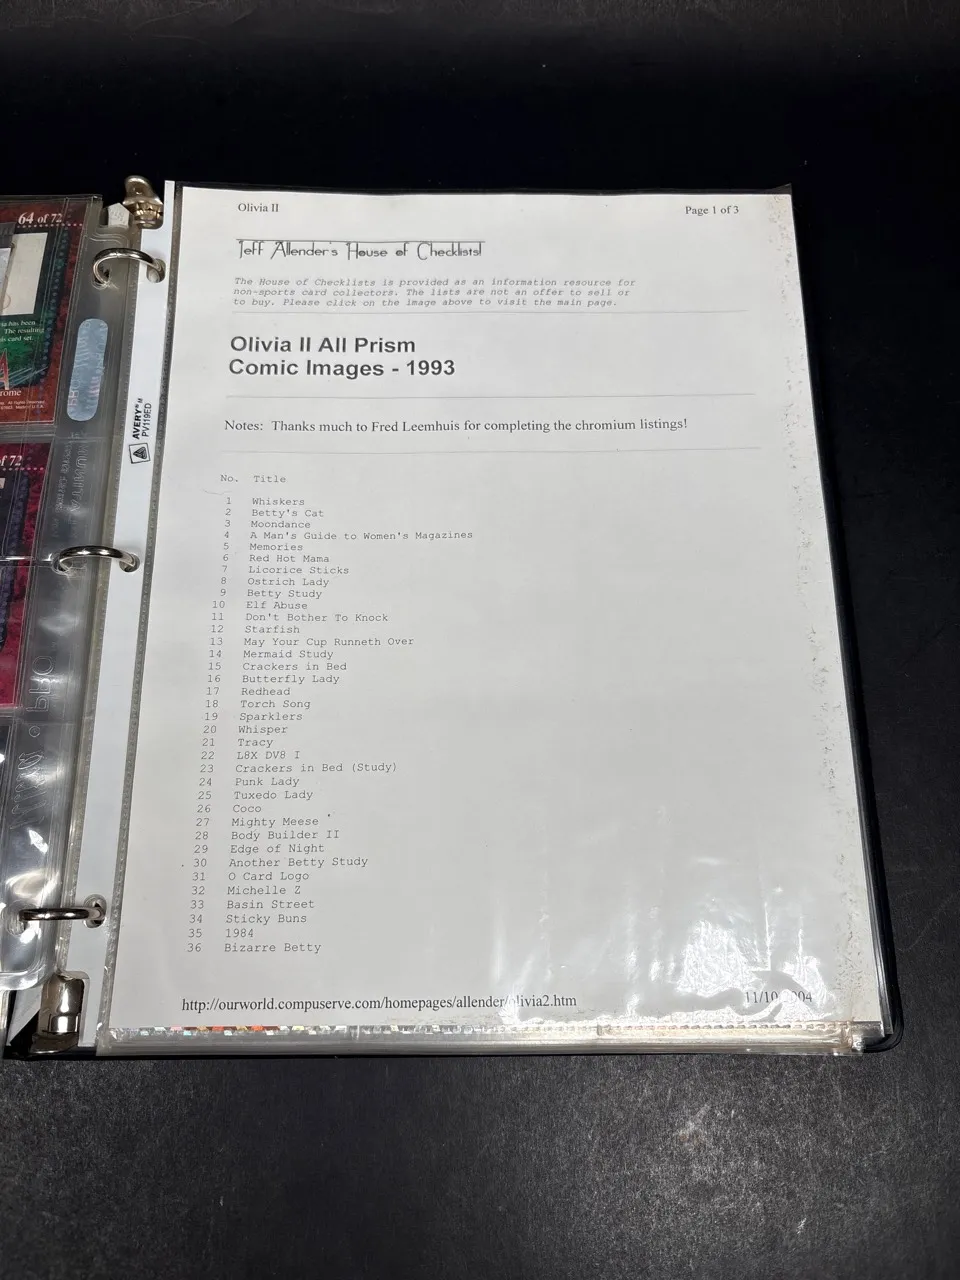 Olivia II
Page 1 of 3
Jeff Allender's House of Checklists!
The House of Checklists is provided as an information resource for
non-sports card collectors. The lists are not an offer to sell or
to buy. Please click on the image above to visit the main page.
Olivia II All Prism
Comic Images - 1993
Notes: Thanks much to Fred Leemhuis for completing the chromium listings!
No. Title
1 Whiskers
2 Betty's Cat
3 Moondance
4 A Man's Guide to Women's Magazines
5 Memories
6 Red Hot Mama
7 Licorice Sticks
8 Ostrich Lady
9 Betty Study
10 Elf Abuse
11 Don't Bother To Knock
12 Starfish
13 May Your Cup Runneth Over
14 Mermaid Study
15 Crackers in Bed
16 Butterfly Lady
17 Redhead
18 Torch Song
19 Sparklers
20 Whisper
21 Tracy
22 L8X DV8 I
23 Crackers in Bed (Study)
24 Punk Lady
25 Tuxedo Lady
26 Coco
27 Mighty Meese
28 Body Builder II
29 Edge of Night
30 Another Betty Study
31 O Card Logo
32 Michelle Z
33 Basin Street
34 Sticky Buns
35 1984
36 Bizarre Betty
http://ourworld.compuserve.com/homepages/allender/olivia2.htm
AVERY®
PV119ED
64 of 72
has been
The resulting
card set.
of 72